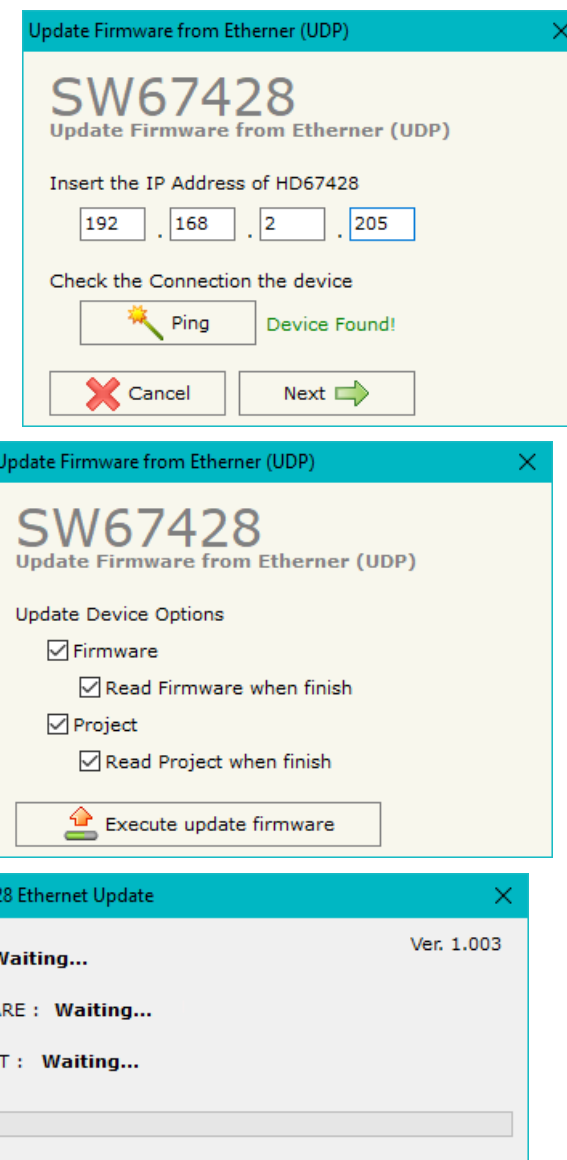 Update Firmware from Etherner (UDP)
SW67428
Update Firmware from Etherner (UDP)
Insert the IP Address of HD67428
192 . 168 . 2 . 205
Check the Connection the device
Ping Device Found!
Cancel Next
Update Firmware from Etherner (UDP)
SW67428
Update Firmware from Etherner (UDP)
Update Device Options
Firmware
Read Firmware when finish
Project
Read Project when finish
Execute update firmware
28 Ethernet Update
Ver. 1.003
Waiting...
ARE : Waiting...
T : Waiting...